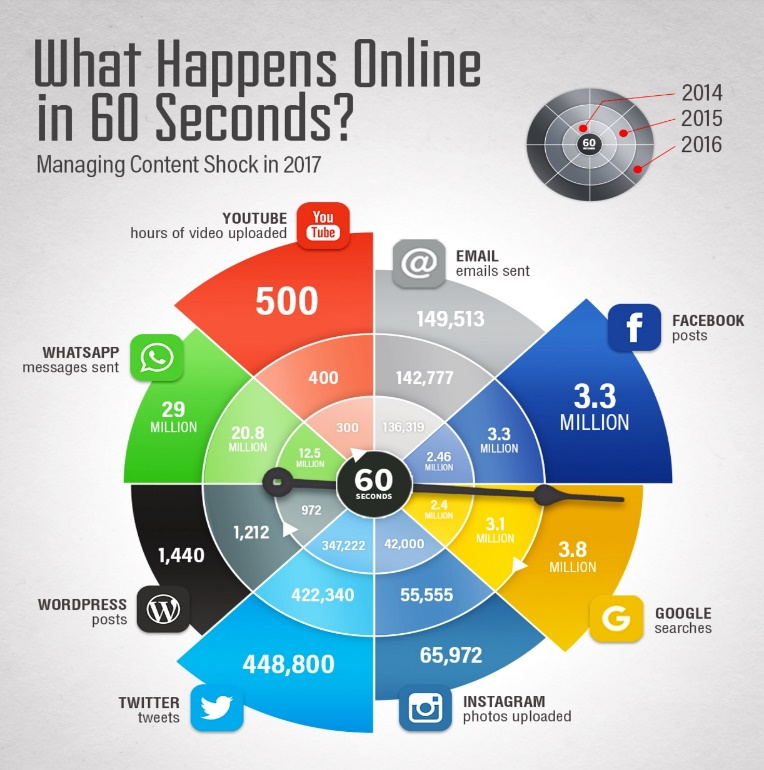 What Happens Online
in 60 Seconds?
Managing Content Shock in 2017
2014
2015
2016
60
SECONDS
YOUTUBE
hours of video uploaded
You
Tube
500
400
300
@
EMAIL
emails sent
149,513
142,777
136,319
f
FACEBOOK
posts
3.3
MILLION
3.3
MILLION
2.46
MILLION
WHATSAPP
messages sent
29
MILLION
20.8
MILLION
12.5
MILLION
60
SECONDS
WORDPRESS
posts
W
1,440
1,212
972
2.4
MILLION
3.1
MILLION
3.8
MILLION
G
GOOGLE
searches
347,222
422,340
448,800
TWITTER
tweets
42,000
55,555
65,972
INSTAGRAM
photos uploaded